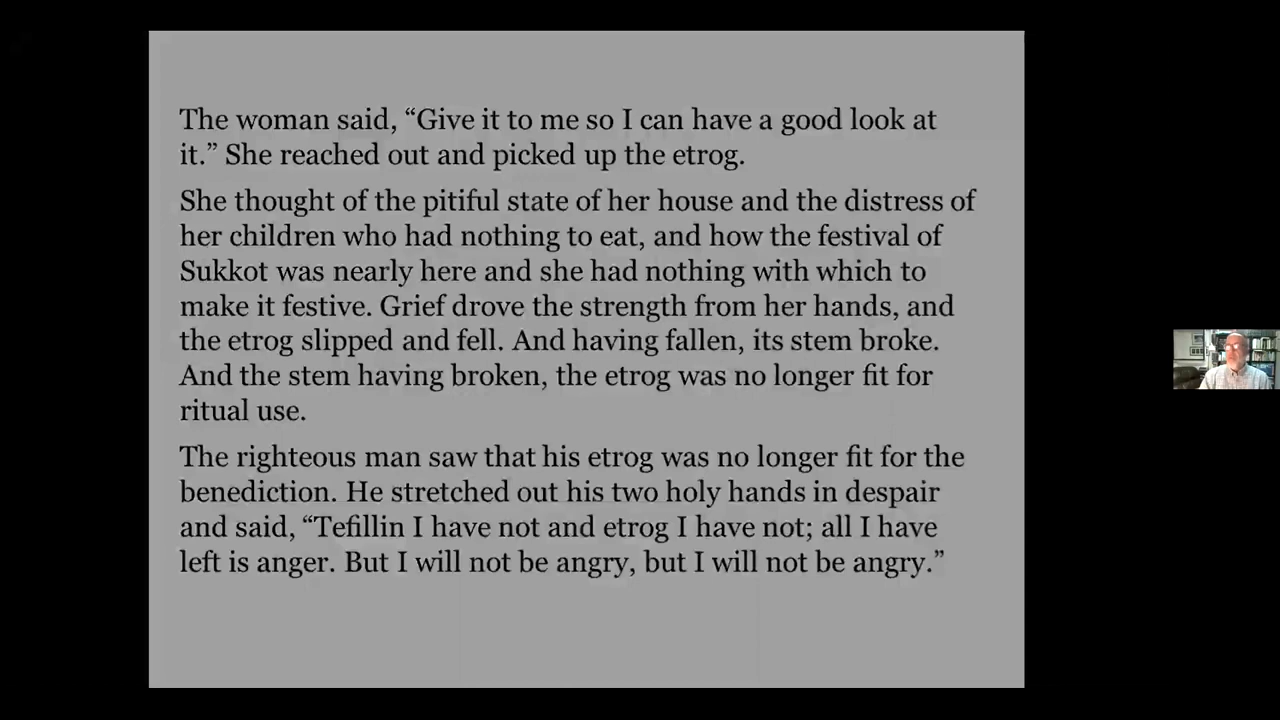 The woman said, “Give it to me so I can have a good look at
it.” She reached out and picked up the etrog.
She thought of the pitiful state of her house and the distress of
her children who had nothing to eat, and how the festival of
Sukkot was nearly here and she had nothing with which to
make it festive. Grief drove the strength from her hands, and
the etrog slipped and fell. And having fallen, its stem broke.
And the stem having broken, the etrog was no longer fit for
ritual use.
The righteous man saw that his etrog was no longer fit for the
benediction. He stretched out his two holy hands in despair
and said, “Tefillin I have not and etrog I have not; all I have
left is anger. But I will not be angry, but I will not be angry.”